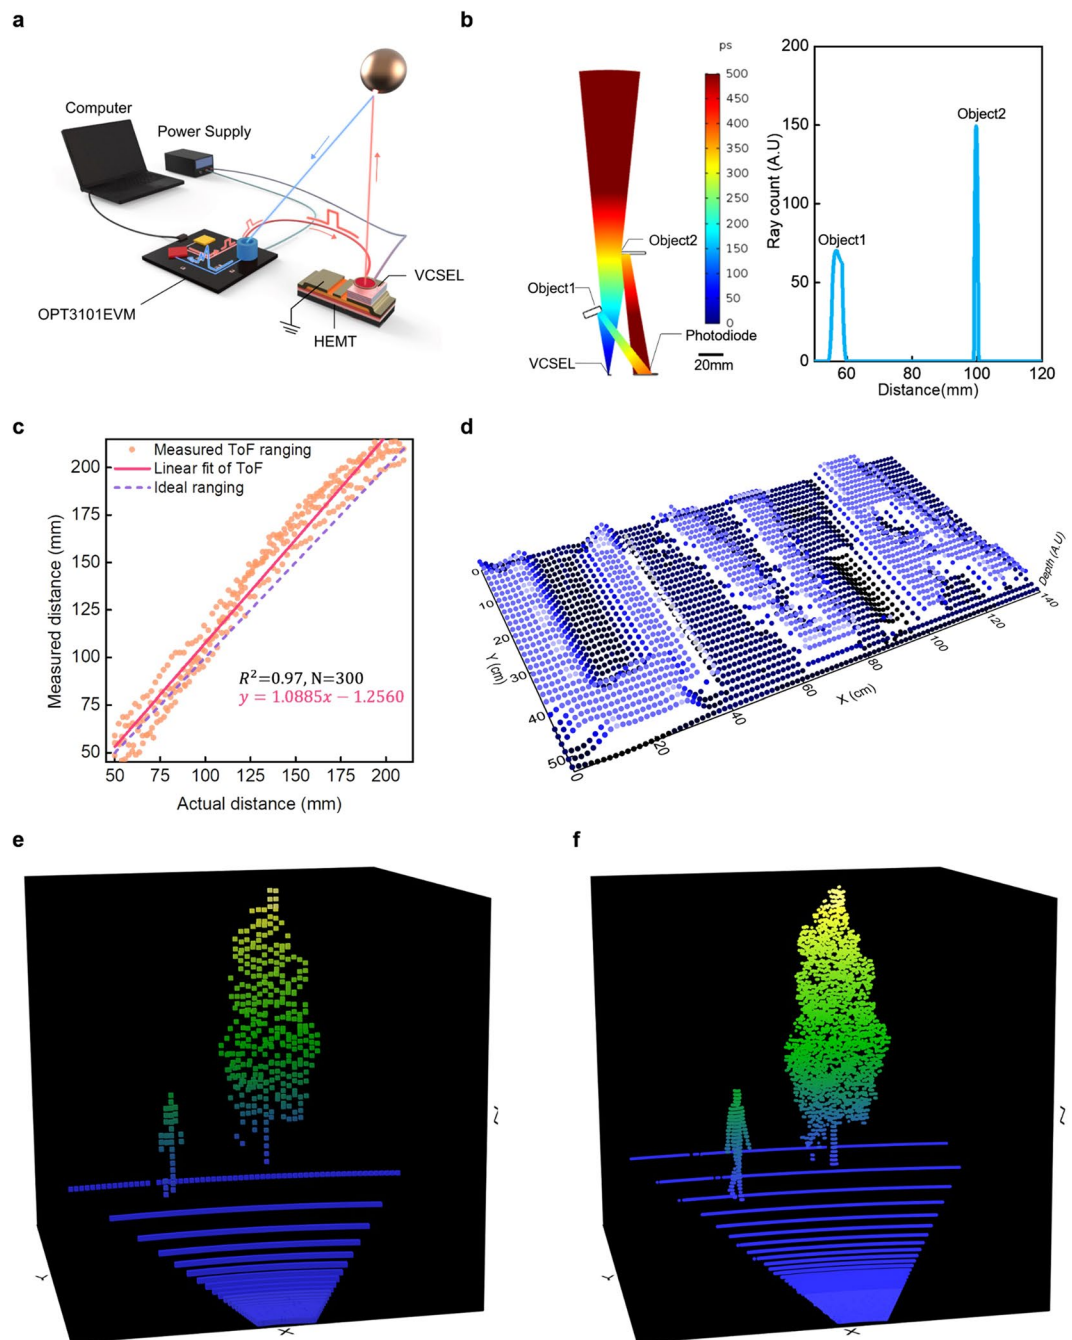 a
Computer
Power Supply
OPT3101EVM
VCSEL
HEMT
b
ps
500
450
400
350
300
250
200
150
100
50
0
Object2
Object1
Photodiode
VCSEL
20mm
200
150
100
50
0
Ray count (A.U)
Object2
Object1
60
80
100
120
Distance(mm)
c
Measured ToF ranging
Linear fit of ToF
Ideal ranging
200
175
150
125
100
75
50
Measured distance (mm)
R²=0.97, N=300
y = 1.0885x − 1.2560
50
75
100
125
150
175
200
Actual distance (mm)
d
0
10
20
30
40
50
Y (cm)
0
20
40
60
80
100
120
140
X (cm)
Depth (A.U)
e
Z
Y
X
f
Z
Y
X